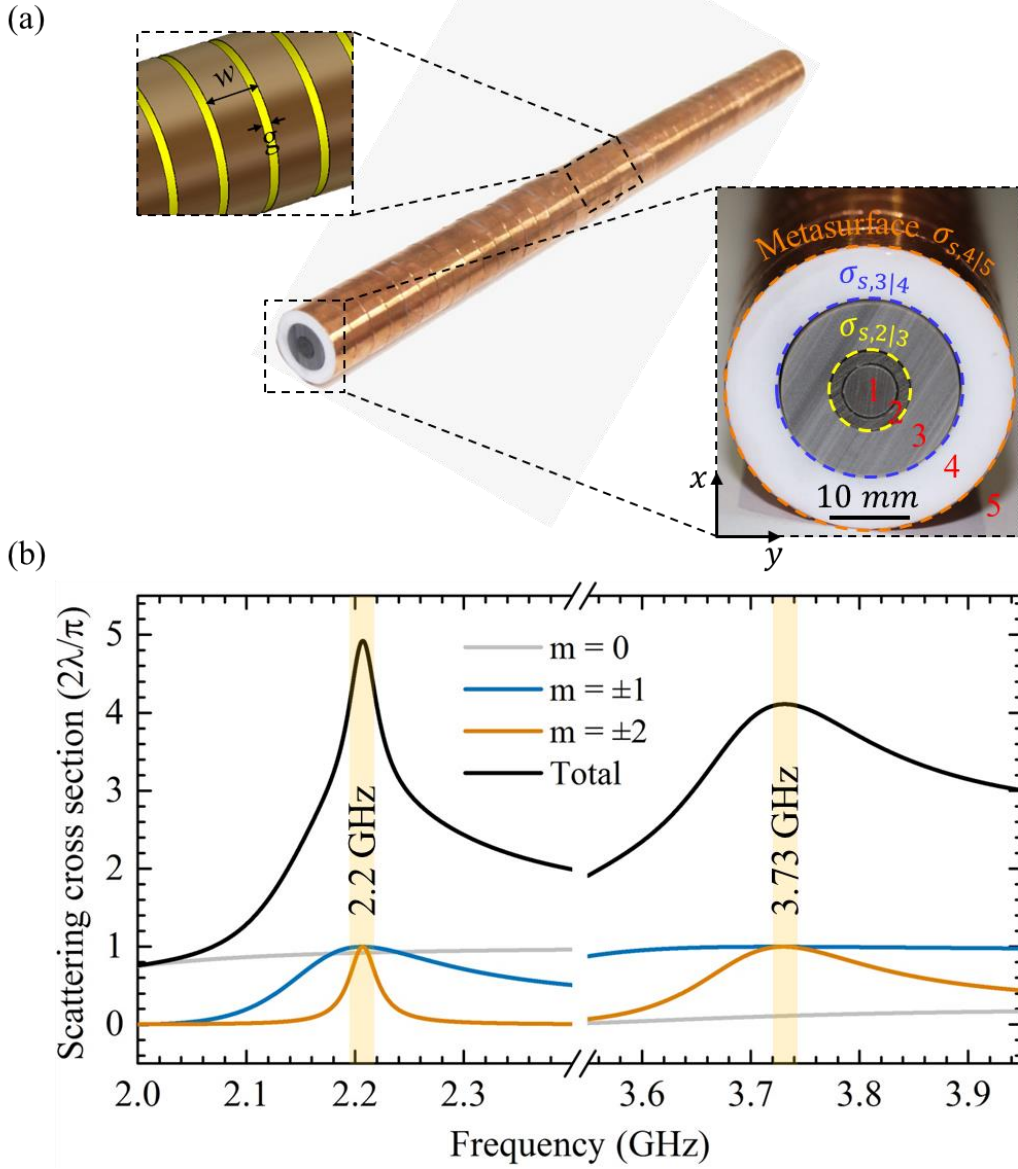 (a)
w
g
Metasurface σs,4|5
σs,3|4
σs,2|3
1
2
3
4
5
10 mm
x
y
(b)
Scattering cross section (2λ/π)
5
4
3
2
1
0
m = 0
m = ±1
m = ±2
Total
2.2 GHz
3.73 GHz
2.0 2.1 2.2 2.3 3.6 3.7 3.8 3.9
Frequency (GHz)